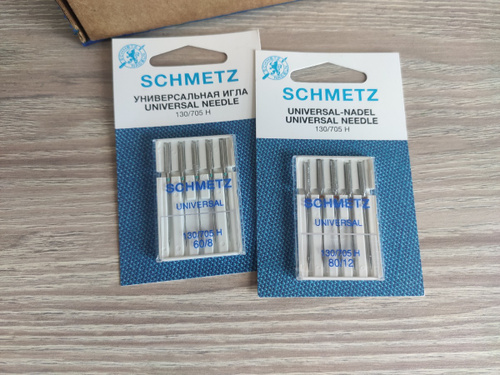 SCHMETZ
УНИВЕРСАЛЬНАЯ ИГЛА
UNIVERSAL NEEDLE
130/705 H
SCHMETZ
UNIVERSAL
130/705 H
60/8
SCHMETZ
UNIVERSAL-NADEL
UNIVERSAL NEEDLE
130/705 H
SCHMETZ
UNIVERSAL
130/705 H
80/12